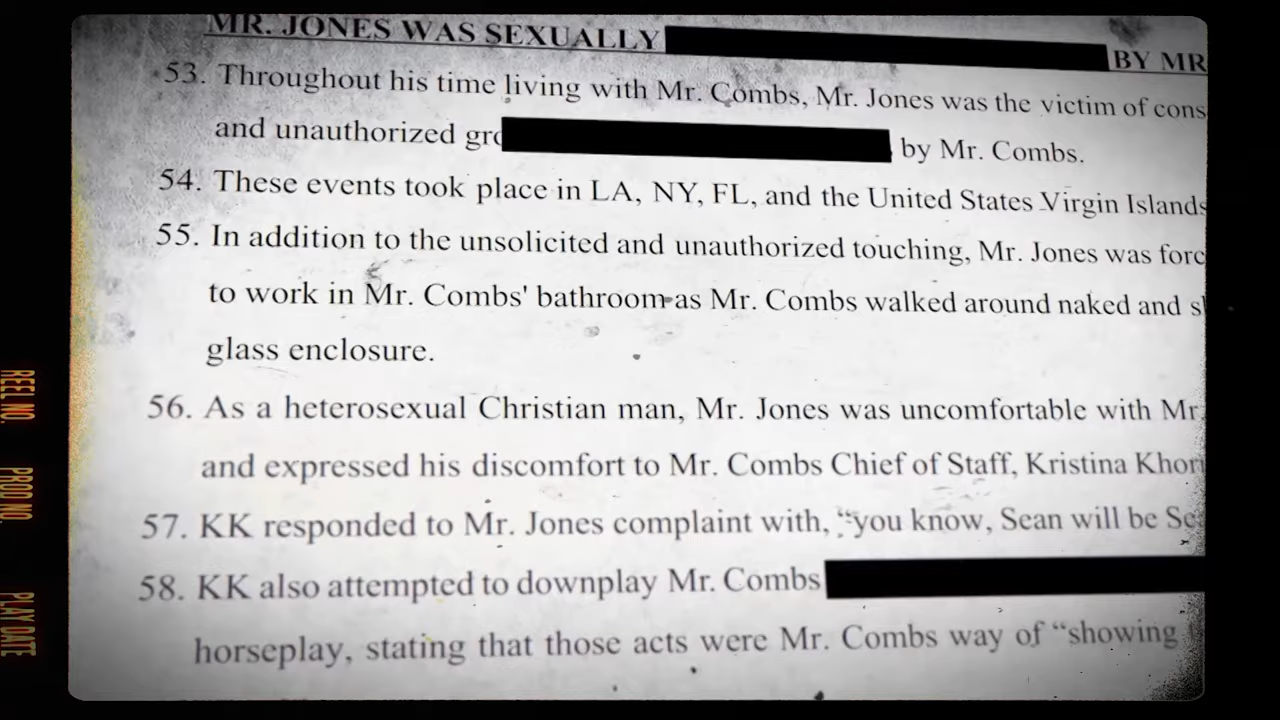 MR. JONES WAS SEXUALLY BY MR
53. Throughout his time living with Mr. Combs, Mr. Jones was the victim of cons
and unauthorized gro by Mr. Combs.
54. These events took place in LA, NY, FL, and the United States Virgin Islands
55. In addition to the unsolicited and unauthorized touching, Mr. Jones was forc
to work in Mr. Combs' bathroom as Mr. Combs walked around naked and sh
glass enclosure.
56. As a heterosexual Christian man, Mr. Jones was uncomfortable with Mr.
and expressed his discomfort to Mr. Combs Chief of Staff, Kristina Khor
57. KK responded to Mr. Jones complaint with, “you know, Sean will be Se
58. KK also attempted to downplay Mr. Combs
horseplay, stating that those acts were Mr. Combs way of “showing
REEL NO.
PROD NO.
PLAY DATE